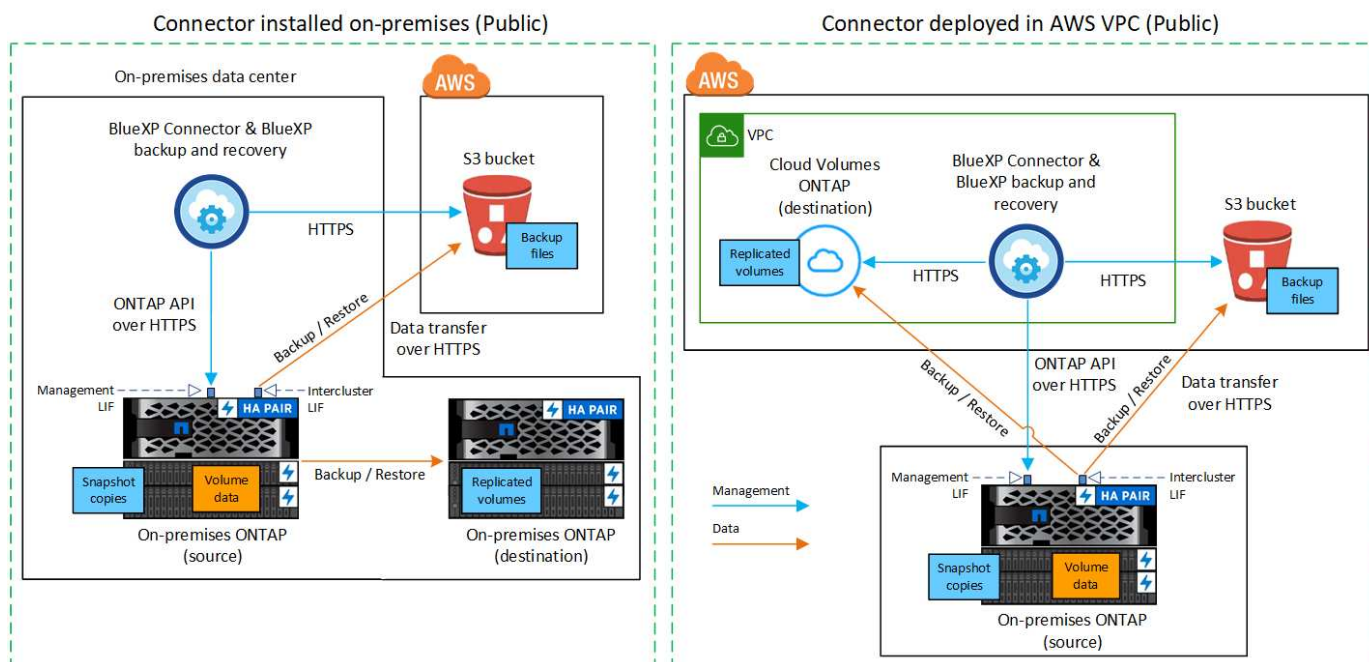 Connector installed on-premises (Public)
On-premises data center
AWS
BlueXP Connector & BlueXP
backup and recovery
S3 bucket
HTTPS
Backup
files
ONTAP API
over HTTPS
Backup / Restore
Data transfer
over HTTPS
Management
LIF
Intercluster
LIF
HA PAIR
HA PAIR
Snapshot
copies
Volume
data
Backup / Restore
Replicated
volumes
On-premises ONTAP
(source)
On-premises ONTAP
(destination)
Connector deployed in AWS VPC (Public)
AWS
VPC
Cloud Volumes
ONTAP
(destination)
BlueXP Connector &
BlueXP backup and
recovery
S3 bucket
Replicated
volumes
HTTPS
HTTPS
Backup
files
ONTAP API
over HTTPS
Backup / Restore
Backup / Restore
Data transfer
over HTTPS
Management
Data
Management
LIF
Intercluster
LIF
HA PAIR
Snapshot
copies
Volume
data
On-premises ONTAP
(source)